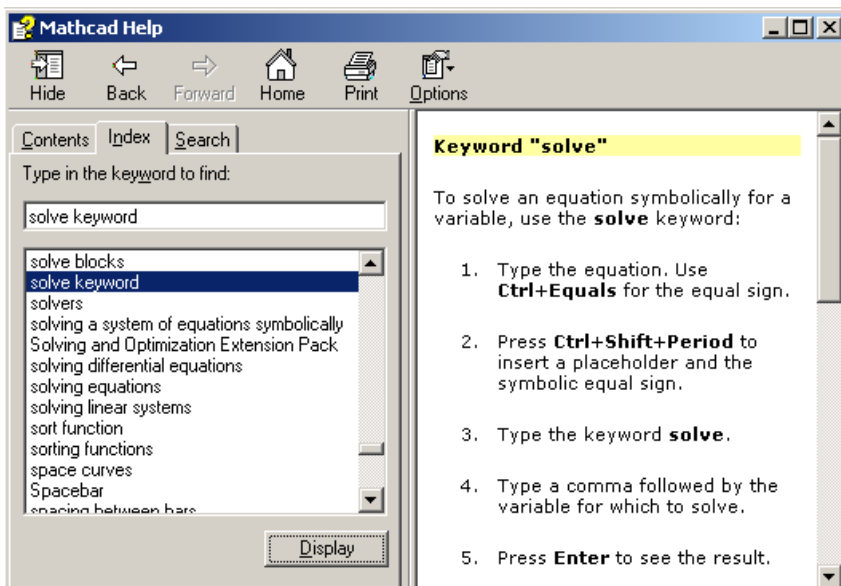 Mathcad Help
Hide Back Forward Home Print Options
Contents Index Search
Type in the keyword to find:
solve keyword
solve blocks
solve keyword
solvers
solving a system of equations symbolically
Solving and Optimization Extension Pack
solving differential equations
solving equations
solving linear systems
sort function
sorting functions
space curves
Spacebar
spacing between bars
Display
Keyword "solve"
To solve an equation symbolically for a
variable, use the solve keyword:
1. Type the equation. Use
Ctrl+Equals for the equal sign.
2. Press Ctrl+Shift+Period to
insert a placeholder and the
symbolic equal sign.
3. Type the keyword solve.
4. Type a comma followed by the
variable for which to solve.
5. Press Enter to see the result.